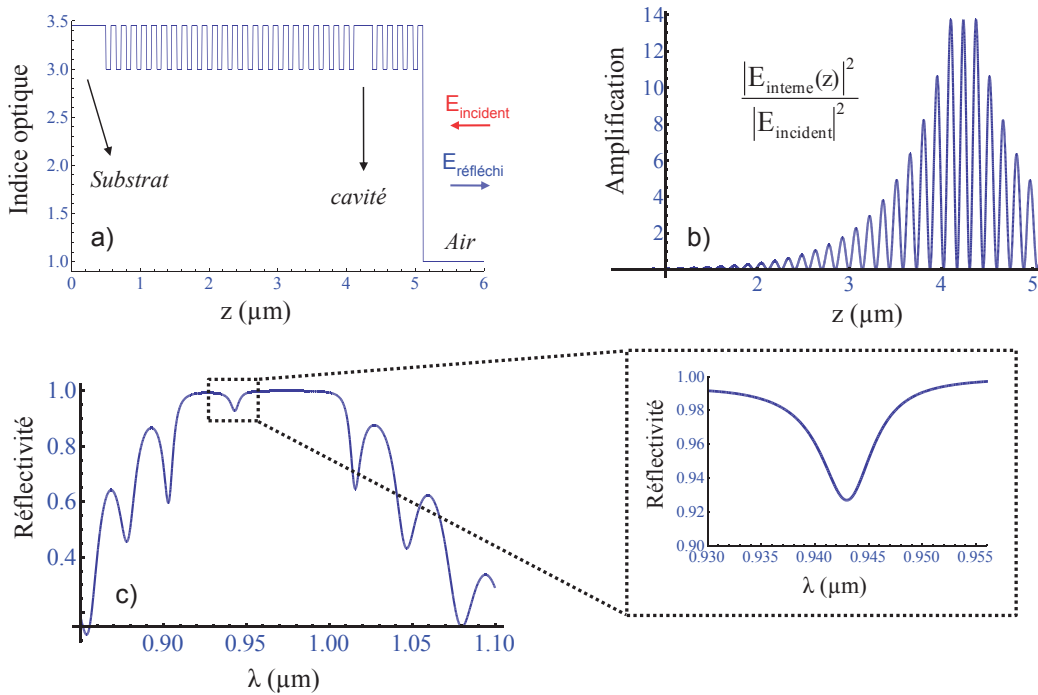 3.5
3.0
2.5
2.0
1.5
1.0
0 1 2 3 4 5 6
Indice optique
z (µm)
Substrat
cavité
Air
E incident
E réfléchi
a)
14
12
10
8
6
4
2
2 3 4 5
Amplification
z (µm)
|E interne (z)|²
|E incident|²
b)
1.0
0.8
0.6
0.4
0.90 0.95 1.00 1.05 1.10
Réflectivité
λ (µm)
c)
1.00
0.98
0.96
0.94
0.92
0.90
0.930 0.935 0.940 0.945 0.950 0.955
Réflectivité
λ (µm)